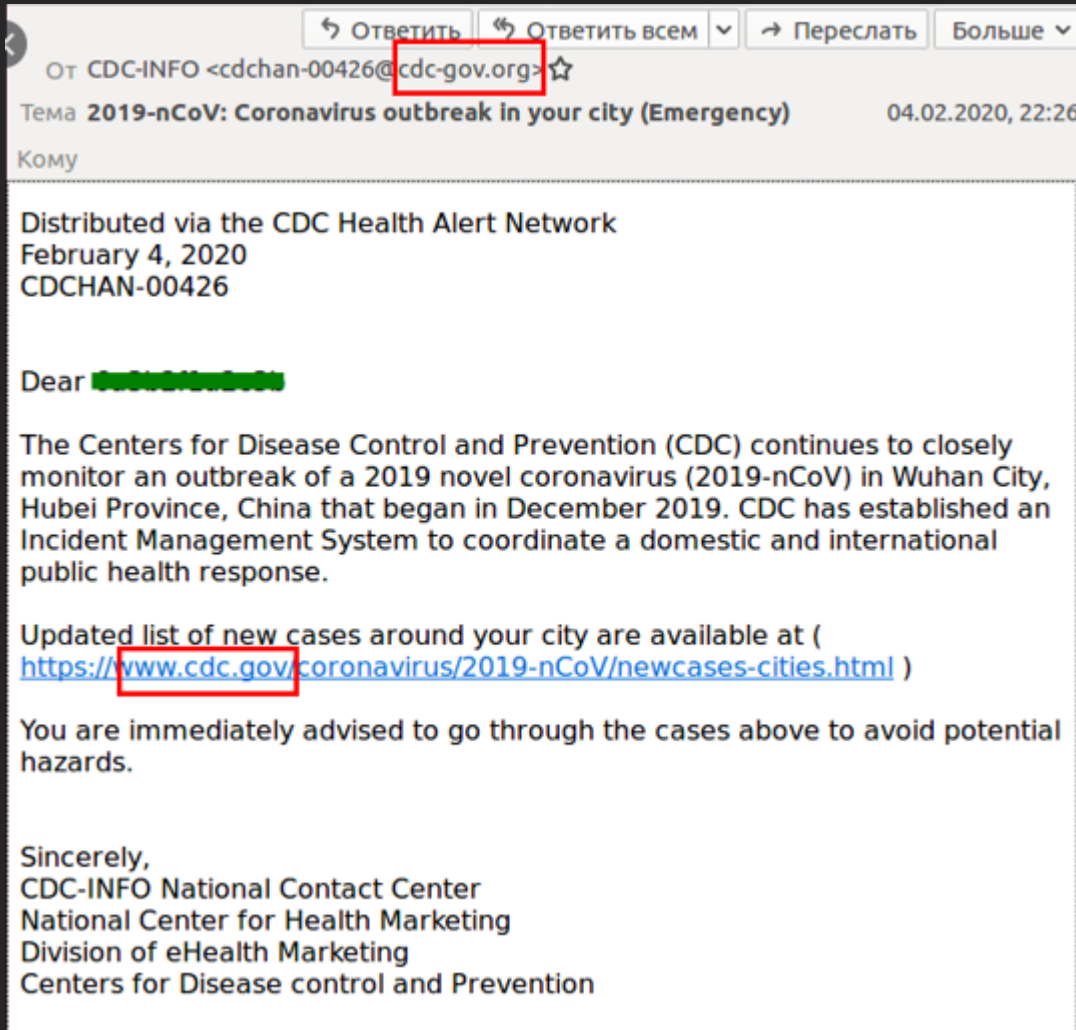 Ответить Ответить всем Переслать Больше
От CDC-INFO <cdchan-00426@cdc-gov.org>
Тема 2019-nCoV: Coronavirus outbreak in your city (Emergency) 04.02.2020, 22:26
Кому
Distributed via the CDC Health Alert Network
February 4, 2020
CDCHAN-00426
Dear
The Centers for Disease Control and Prevention (CDC) continues to closely
monitor an outbreak of a 2019 novel coronavirus (2019-nCoV) in Wuhan City,
Hubei Province, China that began in December 2019. CDC has established an
Incident Management System to coordinate a domestic and international
public health response.
Updated list of new cases around your city are available at (
https://www.cdc.gov/coronavirus/2019-nCoV/newcases-cities.html )
You are immediately advised to go through the cases above to avoid potential
hazards.
Sincerely,
CDC-INFO National Contact Center
National Center for Health Marketing
Division of eHealth Marketing
Centers for Disease control and Prevention